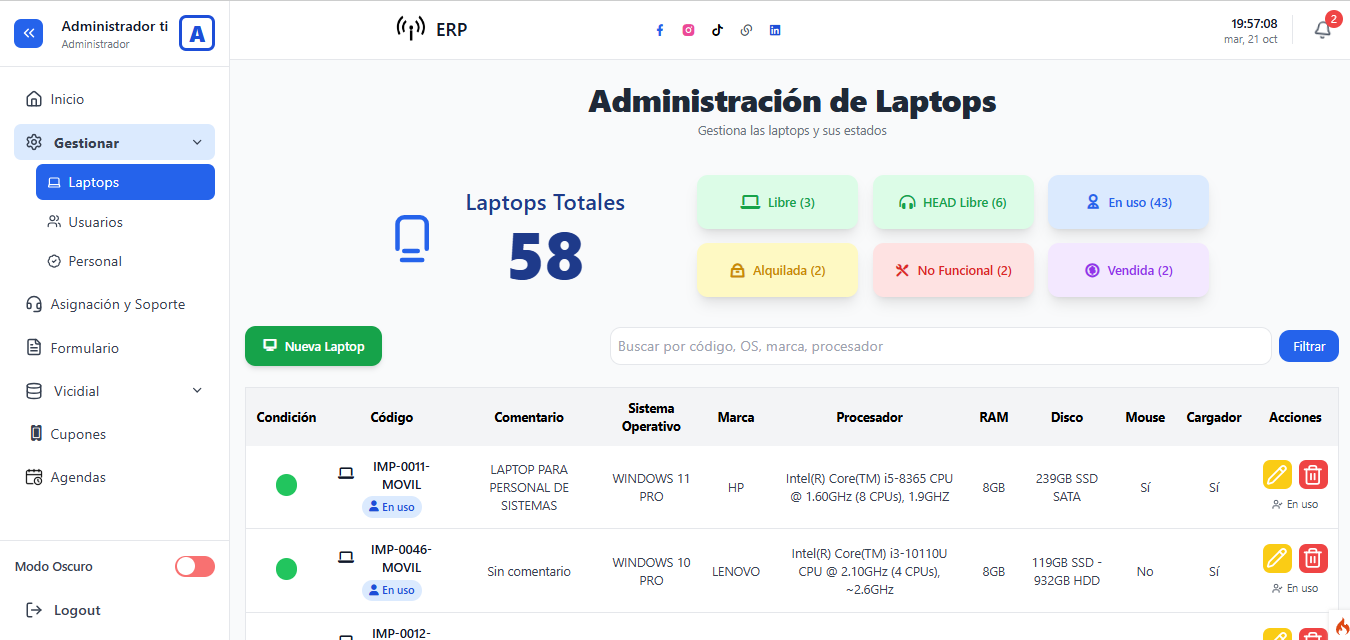 Administrador ti
Administrador
A
ERP
19:57:08
mar, 21 oct
2
Inicio
Gestionar
Laptops
Usuarios
Personal
Asignación y Soporte
Formulario
Vicidial
Cupones
Agendas
Modo Oscuro
Logout
Administración de Laptops
Gestiona las laptops y sus estados
Laptops Totales
58
Libre (3)
HEAD Libre (6)
En uso (43)
Alquilada (2)
No Funcional (2)
Vendida (2)
Nueva Laptop
Buscar por código, OS, marca, procesador
Filtrar
Condición
Código
Comentario
Sistema
Operativo
Marca
Procesador
RAM
Disco
Mouse
Cargador
Acciones
IMP-0011-
MOVIL
En uso
LAPTOP PARA
PERSONAL DE
SISTEMAS
WINDOWS 11
PRO
HP
Intel(R) Core(TM) i5-8365 CPU
@ 1.60GHz (8 CPUs), 1.9GHZ
8GB
239GB SSD
SATA
Sí
Sí
En uso
IMP-0046-
MOVIL
En uso
Sin comentario
WINDOWS 10
PRO
LENOVO
Intel(R) Core(TM) i3-10110U
CPU @ 2.10GHz (4 CPUs),
~2.6GHz
8GB
119GB SSD -
932GB HDD
No
Sí
En uso
IMP-0012-